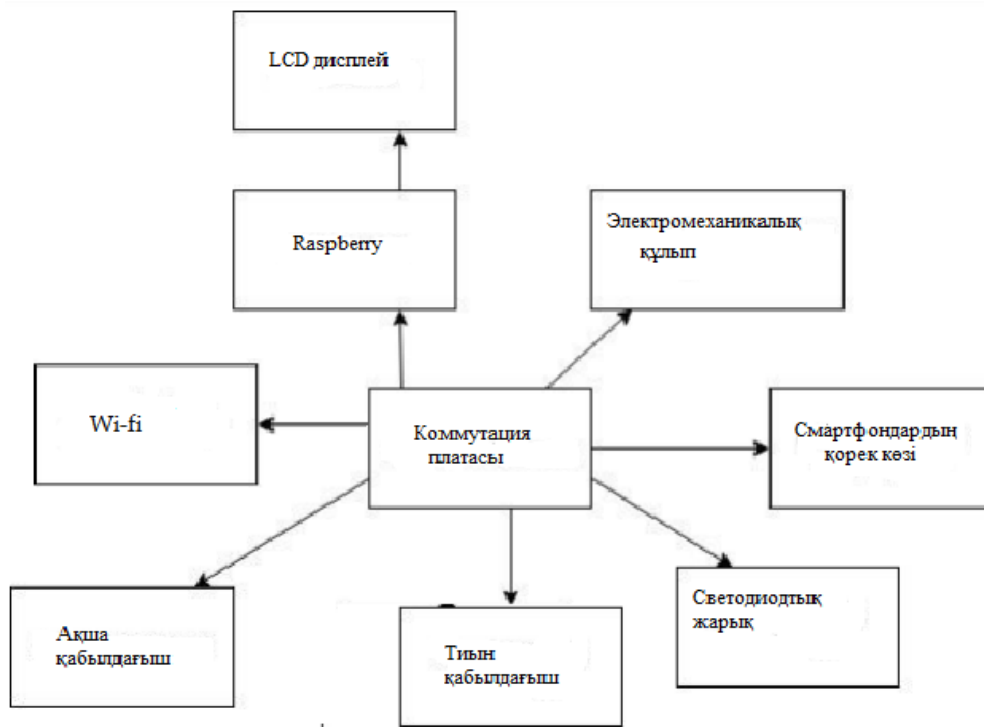 LCD дисплей
Raspberry
Электромеханикалық
құлып
Wi-fi
Коммутация
платасы
Смартфондардың
қорек көзі
Ақша
қабылдағыш
Тиын
қабылдағыш
Светодиодтық
жарық